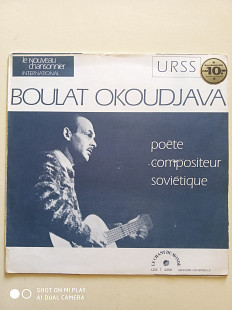 le NOUVEAU
chansonnier
INTERNATIONAL
URSS
10
BOULAT OKOUDJAVA
poète
compositeur
soviétique
LE CHANT DU MONDE
SHOT ON MI PLAY
AI DUAL CAMERA